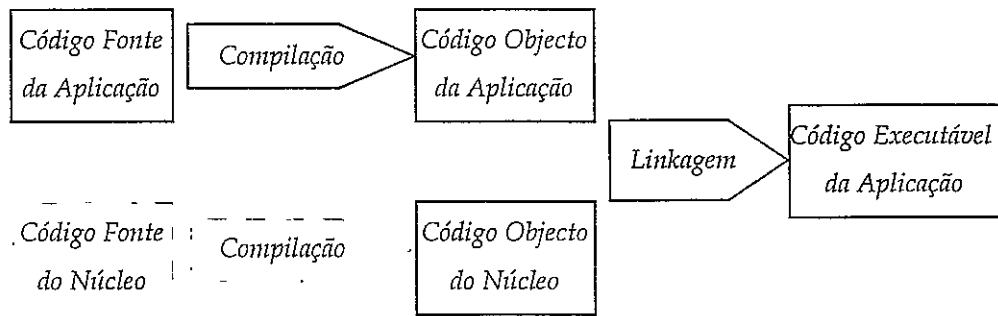 Código Fonte
da Aplicação
Compilação
Código Objecto
da Aplicação
Linkagem
Código Executável
da Aplicação
Código Fonte
do Núcleo
Compilação
Código Objecto
do Núcleo